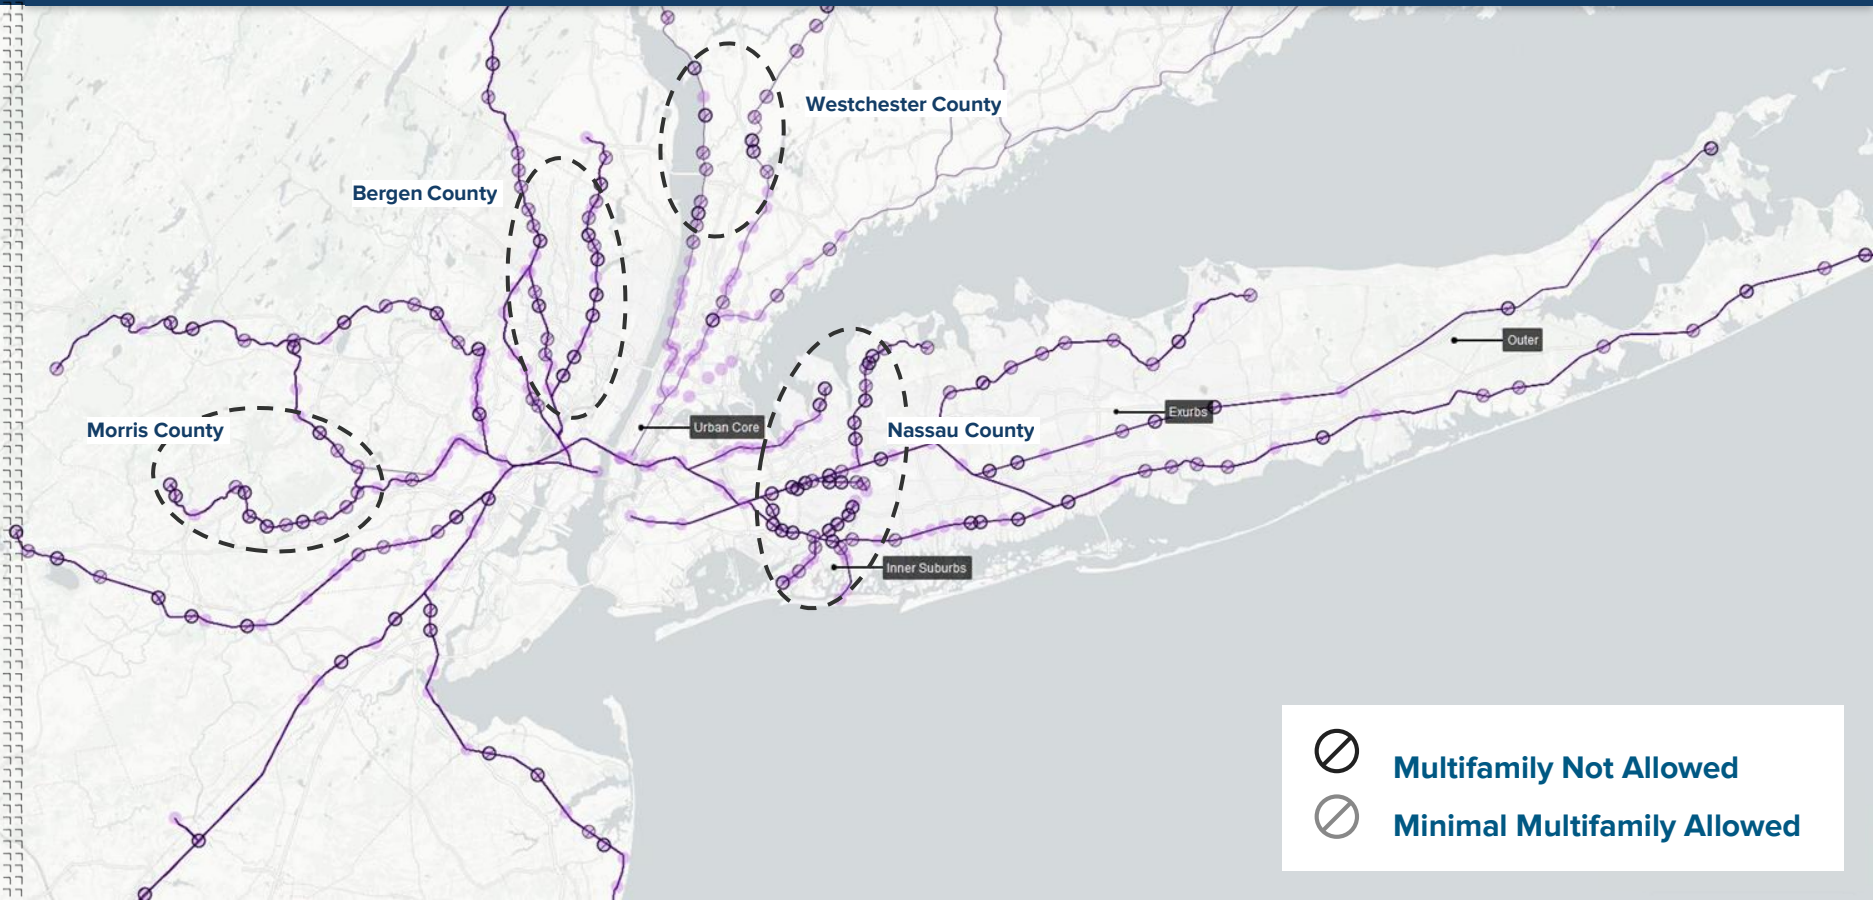 Westchester County
Bergen County
Outer
Exurbs
Morris County
Urban Core
Nassau County
Inner Suburbs
Multifamily Not Allowed
Minimal Multifamily Allowed